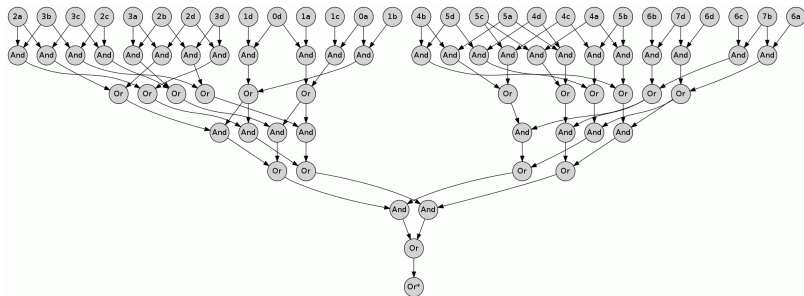 2a 3b 3c 2c 3a 2b 2d 3d 1d 0d 1a 1c 0a 1b 4b 5d 5c 5a 4d 4c 4a 5b 6b 7d 6d 6c 7b 6a
And And And And And And And And And And And And And And And And And And And And And And And And
Or Or Or Or Or Or Or Or Or Or Or Or
And And And And And And And And
Or Or Or Or
And And
Or
Or*